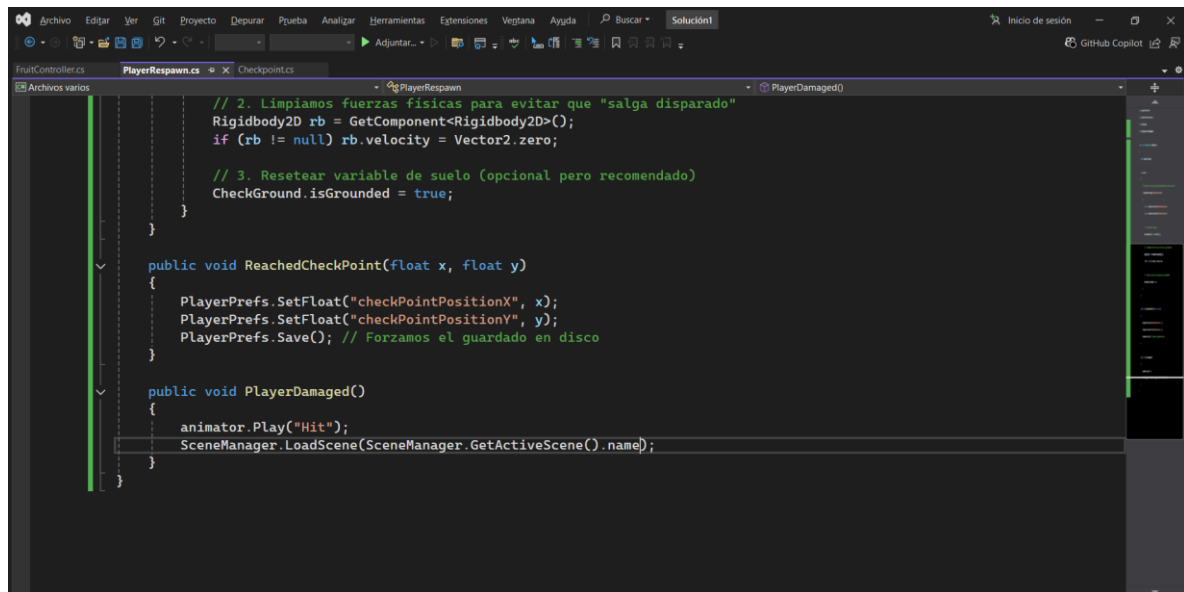 Archivo Editar Ver Git Proyecto Depurar Prueba Analizar Herramientas Extensiones Ventana Ayuda Buscar Solución1 Inicio de sesión
Adjuntar... GitHub Copilot
FruitController.cs PlayerRespawn.cs Checkpoint.cs
Archivos varios PlayerRespawn PlayerDamaged()
// 2. Limpiamos fuerzas físicas para evitar que "salga disparado"
Rigidbody2D rb = GetComponent<Rigidbody2D>();
if (rb != null) rb.velocity = Vector2.zero;
// 3. Resetear variable de suelo (opcional pero recomendado)
CheckGround.isGrounded = true;
}
}
public void ReachedCheckPoint(float x, float y)
{
PlayerPrefs.SetFloat("checkPointPositionX", x);
PlayerPrefs.SetFloat("checkPointPositionY", y);
PlayerPrefs.Save(); // Forzamos el guardado en disco
}
public void PlayerDamaged()
{
animator.Play("Hit");
SceneManager.LoadScene(SceneManager.GetActiveScene().name);
}
}